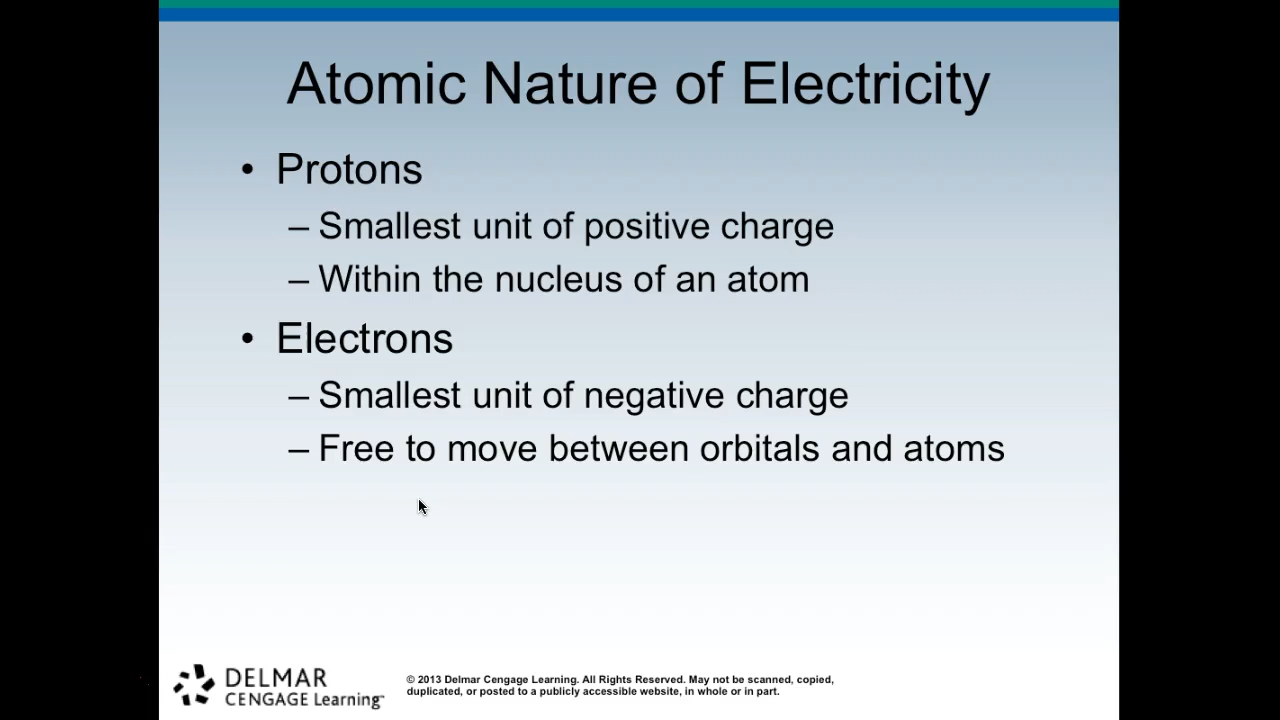 Atomic Nature of Electricity
• Protons
– Smallest unit of positive charge
– Within the nucleus of an atom
• Electrons
– Smallest unit of negative charge
– Free to move between orbitals and atoms
DELMAR
CENGAGE Learning™
© 2013 Delmar Cengage Learning. All Rights Reserved. May not be scanned, copied,
duplicated, or posted to a publicly accessible website, in whole or in part.